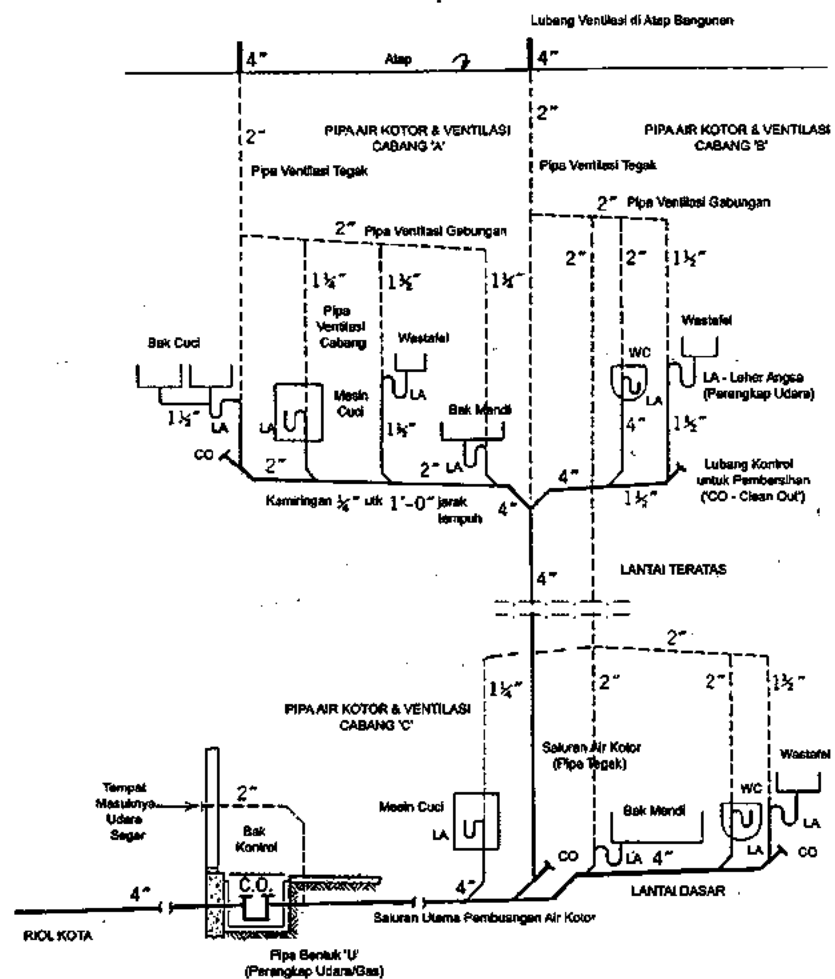 Lubang Ventilasi di Atap Bangunan
4"
Atap
4"
2"
2"
PIPA AIR KOTOR & VENTILASI
CABANG 'A'
PIPA AIR KOTOR & VENTILASI
CABANG 'B'
Pipa Ventilasi Tegak
Pipa Ventilasi Tegak
2" Pipa Ventilasi Gabungan
2" Pipa Ventilasi Gabungan
1¼"
1½"
1¼"
2"
2"
1½"
Pipa
Ventilasi
Cabang
Bak Cuci
Wastafel
WC
Wastafel
LA
LA - Leher Angsa
(Perangkap Udara)
Mesin
Cuci
LA
1½"
LA
LA
Bak Mandi
LA
1½"
4"
1½"
CO
2"
2"
4"
Lubang Kontrol
untuk Pembersihan
('CO - Clean Out')
Kemiringan ¼" utk 1'-0" jarak
tempuh
4"
1½"
4"
LANTAI TERATAS
2"
1¼"
2"
2"
1½"
PIPA AIR KOTOR & VENTILASI
CABANG 'C'
Saluran Air Kotor
(Pipa Tegak)
Wastafel
Tempat
Masuknya
Udara
Segar
2"
Mesin Cuci
Bak Mandi
WC
LA
LA
Bak
Kontrol
CO
LA
4"
LA
CO
C.O.
4"
4"
LANTAI DASAR
RIOL KOTA
Saluran Utama Pembuangan Air Kotor
Pipa Bentuk 'U'
(Perangkap Udara/Gas)